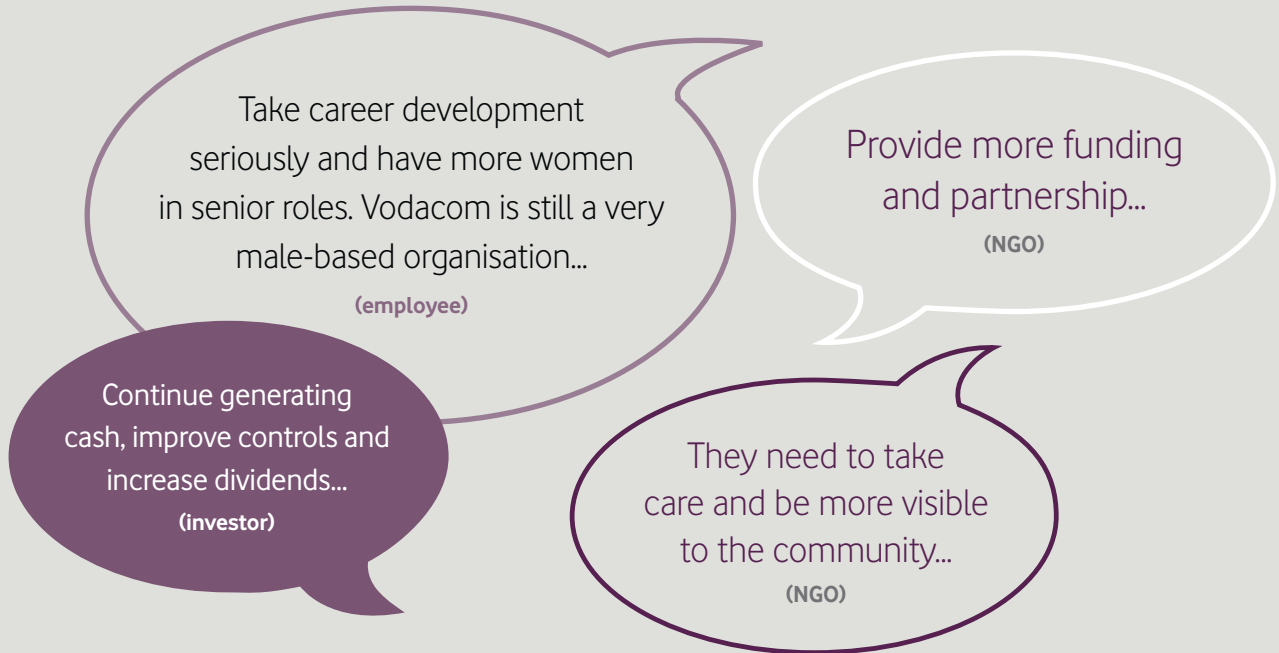 Take career development
seriously and have more women
in senior roles. Vodacom is still a very
male-based organisation...
(employee)
Provide more funding
and partnership...
(NGO)
Continue generating
cash, improve controls and
increase dividends...
(investor)
They need to take
care and be more visible
to the community...
(NGO)